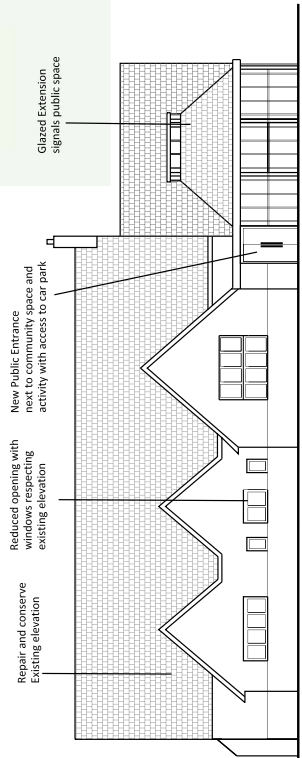 Repair and conserve
Existing elevation
Reduced opening with
windows respecting
existing elevation
New Public Entrance
next to community space and
activity with access to car park
Glazed Extension
signals public space